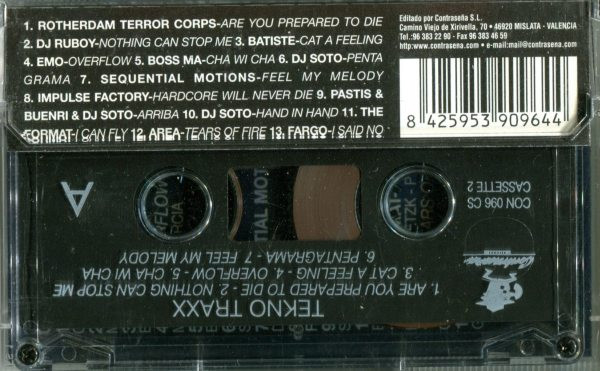 1. ROTHERDAM TERROR CORPS-ARE YOU PREPARED TO DIE
2. DJ RUBOY-NOTHING CAN STOP ME 3. BATISTE-CAT A FEELING
4. EMO-OVERFLOW 5. BOSS MA-CHA WI CHA 6. DJ SOTO-PENTA
GRAMA 7. SEQUENTIAL MOTIONS-FEEL MY MELODY
8. IMPULSE FACTORY-HARDCORE WILL NEVER DIE 9. PASTIS &
BUENRI & DJ SOTO-ARRIBA 10. DJ SOTO-HAND IN HAND 11. THE
FORMAT-I CAN FLY 12. AREA-TEARS OF FIRE 13. FARGO-I SAID NO
Editado por Contraseña S.L.
Camino Viejo de Xirivella, 70 • 46920 MISLATA - VALENCIA
Tel. 96 383 22 90 - Fax 96 383 46 59
http:www.contrasena.com • e-mail:mail@contrasena.com
8 425953 909644
A
TEKNO TRAXX
1. ARE YOU PREPARED TO DIE - 2. NOTHING CAN STOP ME
3. CAT A FEELING - 4. OVERFLOW - 5. CHA WI CHA
6. PENTAGRAMA - 7. FEEL MY MELODY
Contraseña
CON 096 CS
CASSETTE 2
RFLOW
RCIA
TIAL MOT